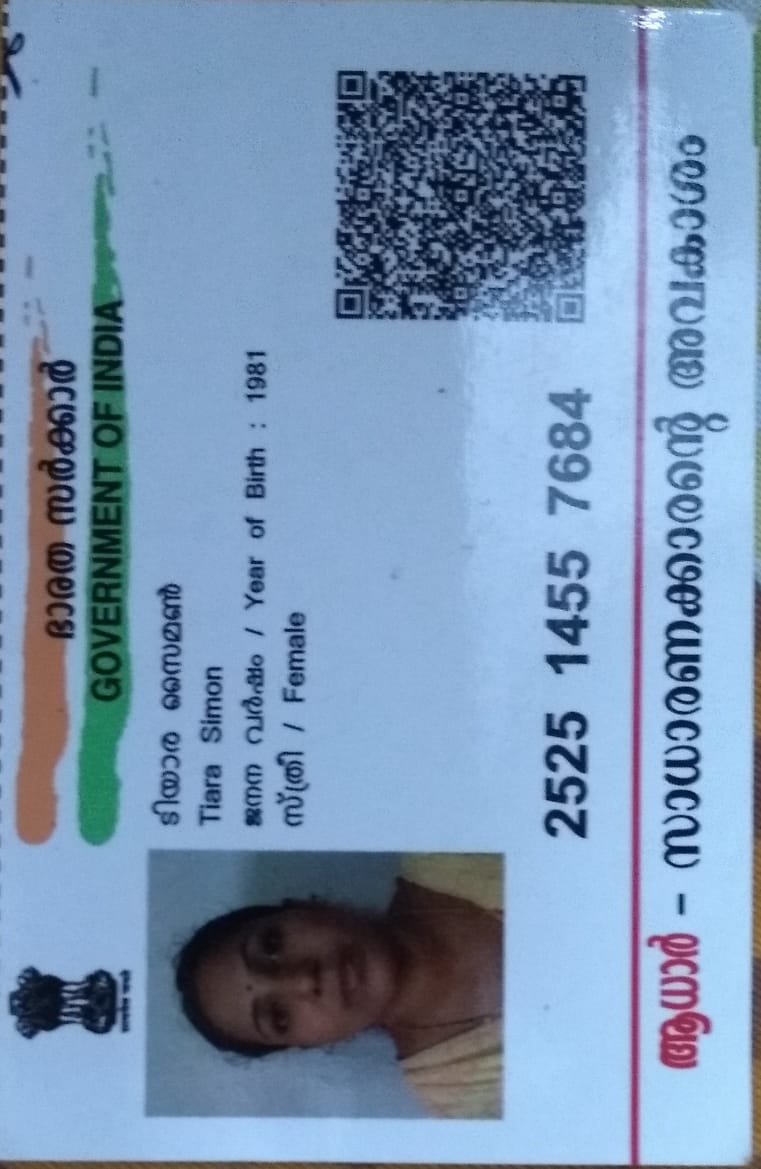 ഭാരത സർക്കാർ
GOVERNMENT OF INDIA
ടിയാര സൈമൺ
Tiara Simon
ജനന വർഷം / Year of Birth : 1981
സ്ത്രീ / Female
2525 1455 7684
ആധാർ – സാധാരണക്കാരന്റെ അവകാശം